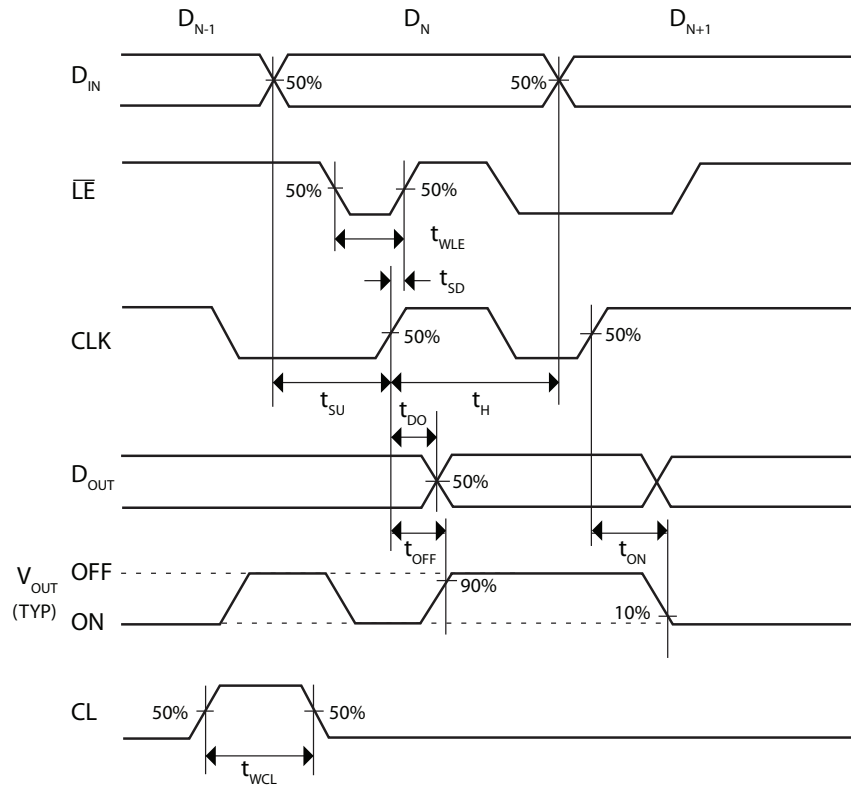 D_N-1 D_N D_N+1
D_IN 50% 50%
L̅E̅ 50% 50%
t_WLE
t_SD
CLK 50% 50%
t_SU t_DO t_H
D_OUT 50%
t_OFF t_ON
V_OUT (TYP) OFF 90%
ON 10%
CL 50% 50%
t_WCL